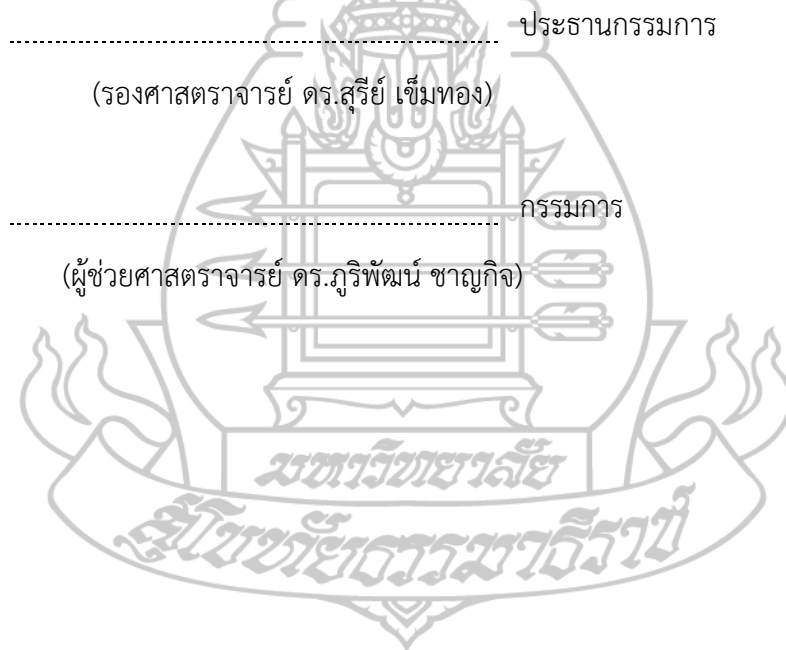 ประธานกรรมการ
(รองศาสตราจารย์ ดร.สุรีย์ เข็มทอง)
กรรมการ
(ผู้ช่วยศาสตราจารย์ ดร.ภูริพัฒน์ ชาญกิจ)
มหาวิทยาลัย
สุโขทัยธรรมาธิราช